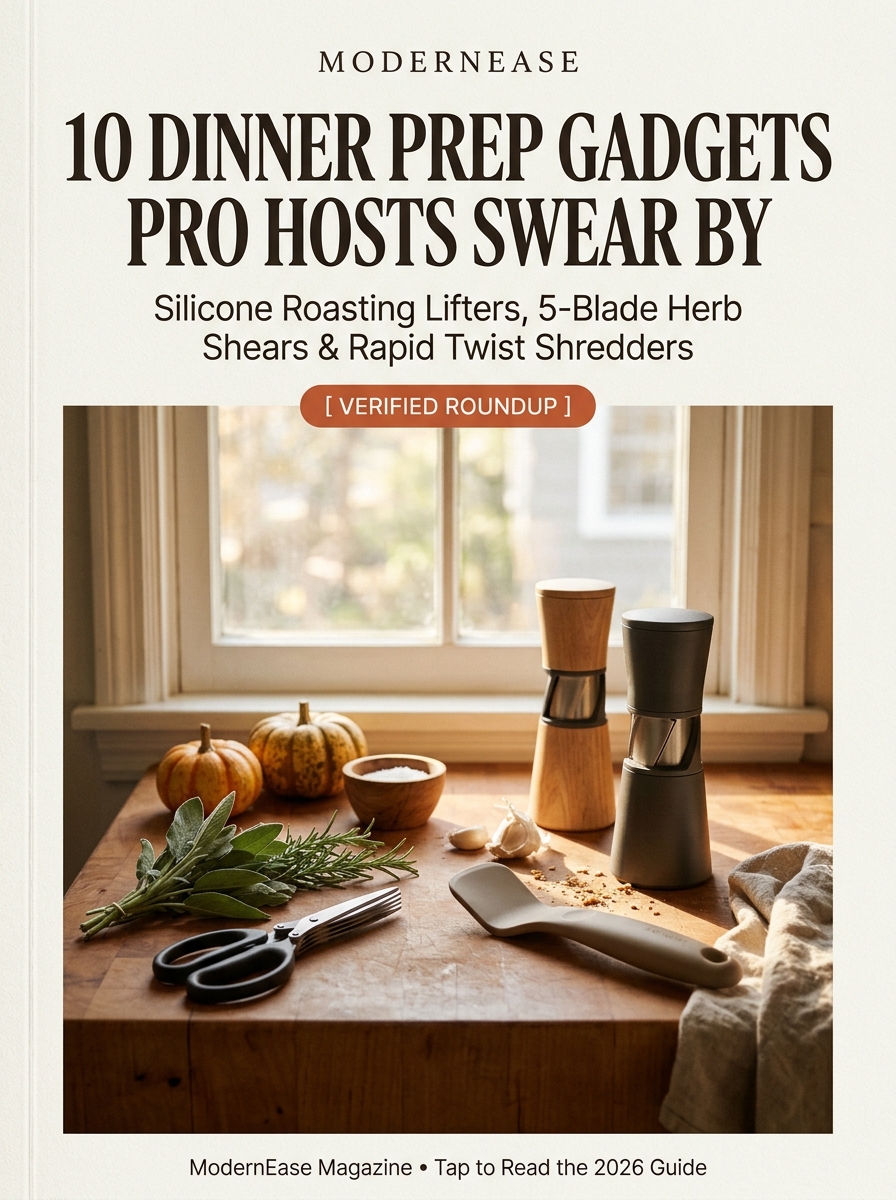 MODERNEASE
10 DINNER PREP GADGETS
PRO HOSTS SWEAR BY
Silicone Roasting Lifters, 5-Blade Herb
Shears & Rapid Twist Shredders
[ VERIFIED ROUNDUP ]
ModernEase Magazine • Tap to Read the 2026 Guide